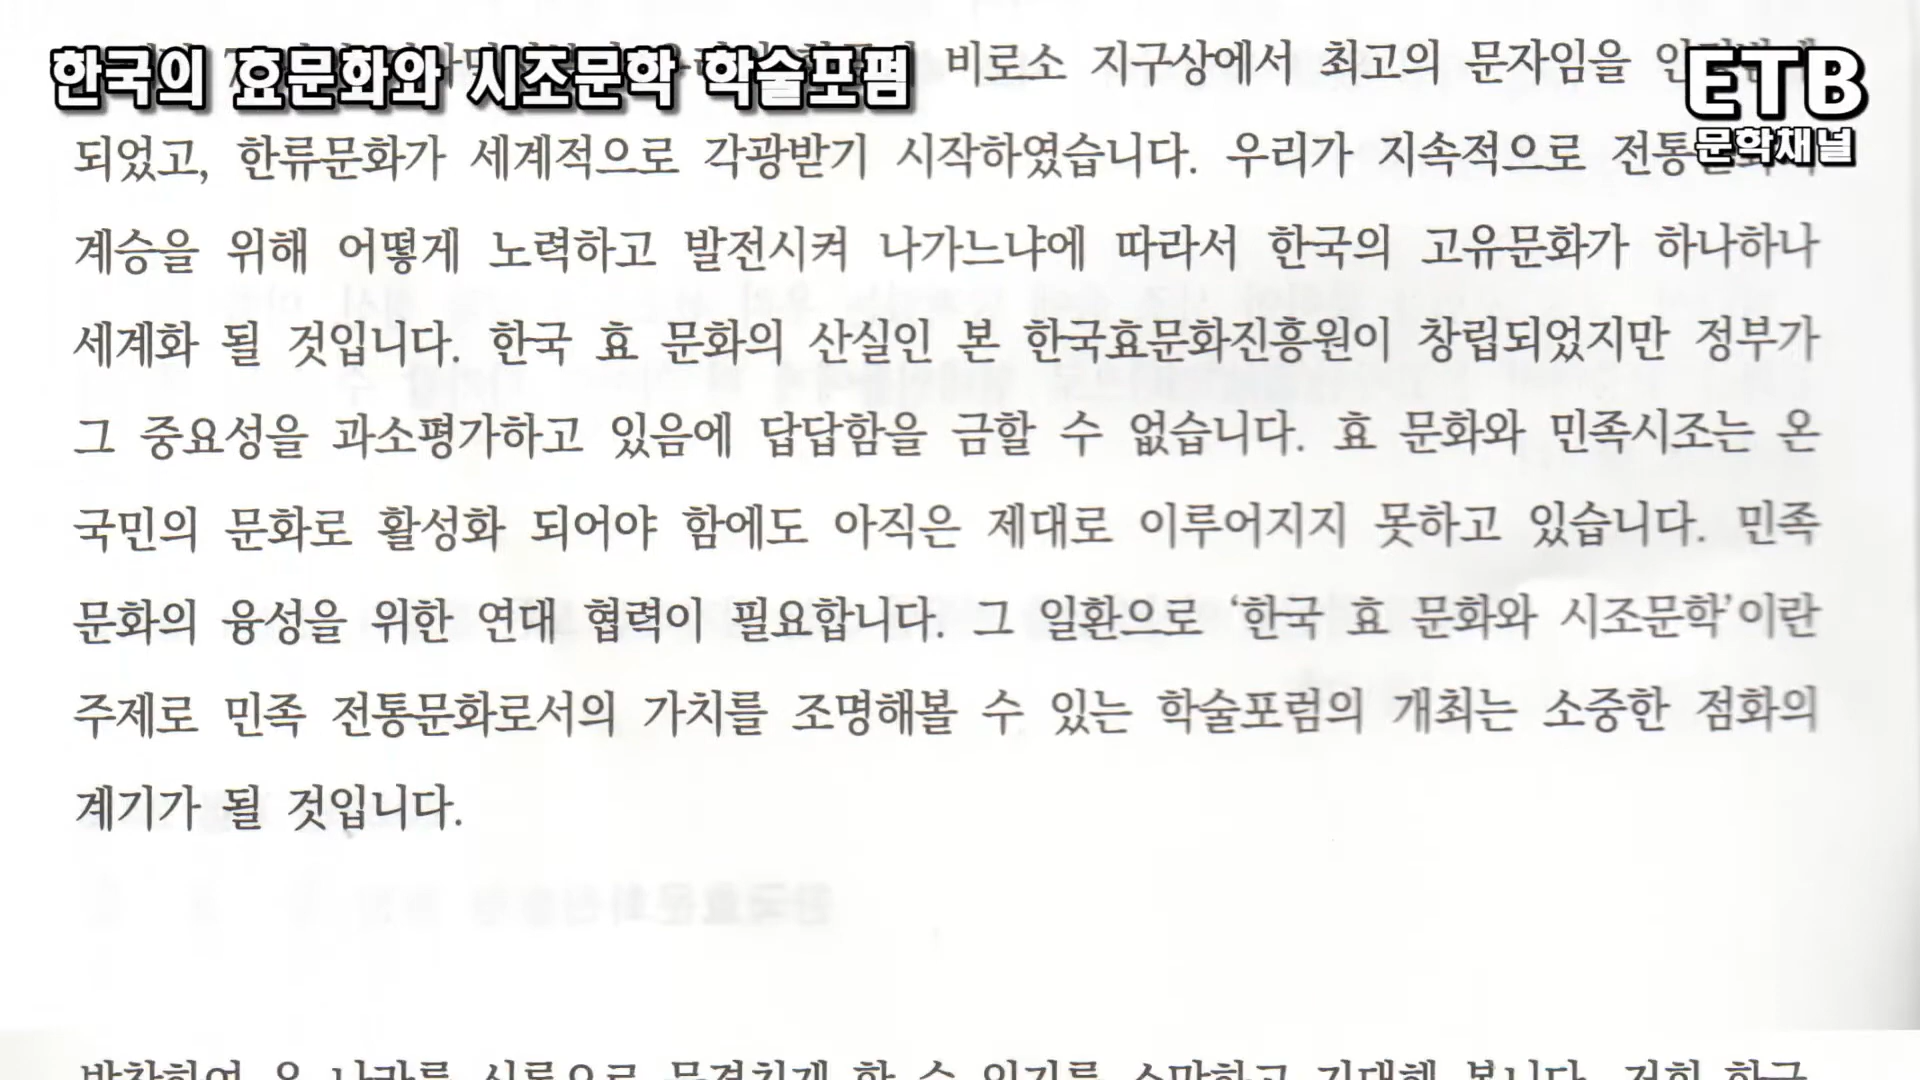 한국의 효문화와 시조문학 학술포럼
ETB
문학채널
비로소 지구상에서 최고의 문자임을
되었고, 한류문화가 세계적으로 각광받기 시작하였습니다. 우리가 지속적으로
계승을 위해 어떻게 노력하고 발전시켜 나가느냐에 따라서 한국의 고유문화가 하나하나
세계화 될 것입니다. 한국 효 문화의 산실인 본 한국효문화진흥원이 창립되었지만 정부가
그 중요성을 과소평가하고 있음에 답답함을 금할 수 없습니다. 효 문화와 민족시조는 온
국민의 문화로 활성화 되어야 함에도 아직은 제대로 이루어지지 못하고 있습니다. 민족
문화의 융성을 위한 연대 협력이 필요합니다. 그 일환으로 ‘한국 효 문화와 시조문학’이란
주제로 민족 전통문화로서의 가치를 조명해볼 수 있는 학술포럼의 개최는 소중한 점화의
계기가 될 것입니다.